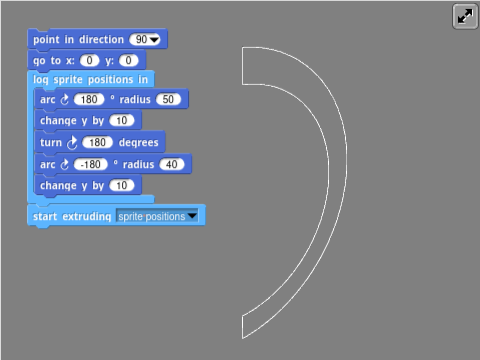 point in direction 90
go to x: 0 y: 0
log sprite positions in
arc 180 ° radius 50
change y by 10
turn 180 degrees
arc -180 ° radius 40
change y by 10
start extruding sprite positions